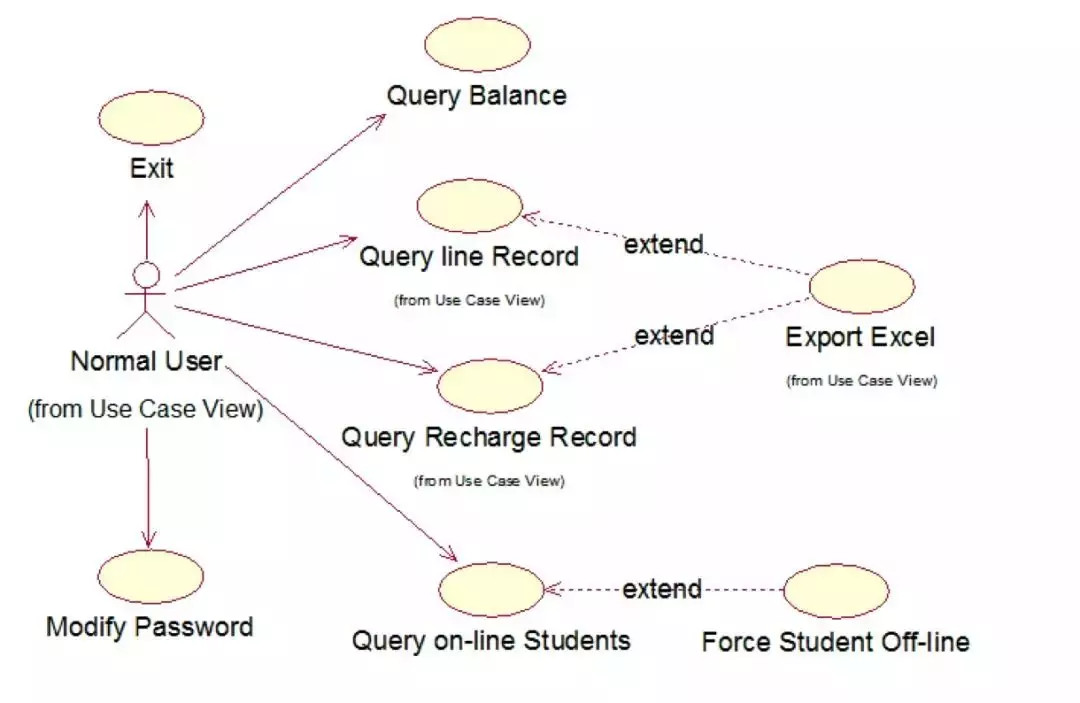 Query Balance
Exit
Query line Record
(from Use Case View)
extend
extend
Export Excel
(from Use Case View)
Normal User
(from Use Case View)
Query Recharge Record
(from Use Case View)
Modify Password
extend
Query on-line Students
Force Student Off-line